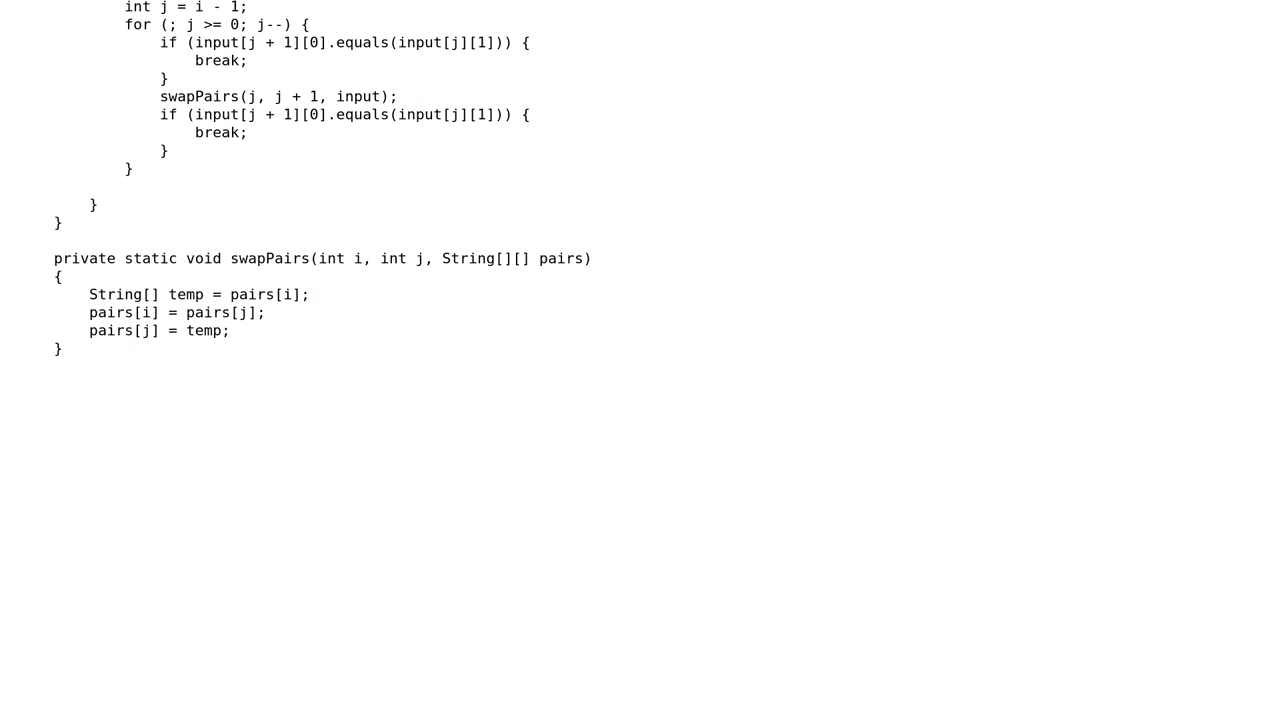 int j = i - 1;
        for (; j >= 0; j--) {
            if (input[j + 1][0].equals(input[j][1])) {
                break;
            }
            swapPairs(j, j + 1, input);
            if (input[j + 1][0].equals(input[j][1])) {
                break;
            }
        }

    }
}

private static void swapPairs(int i, int j, String[][] pairs)
{
    String[] temp = pairs[i];
    pairs[i] = pairs[j];
    pairs[j] = temp;
}